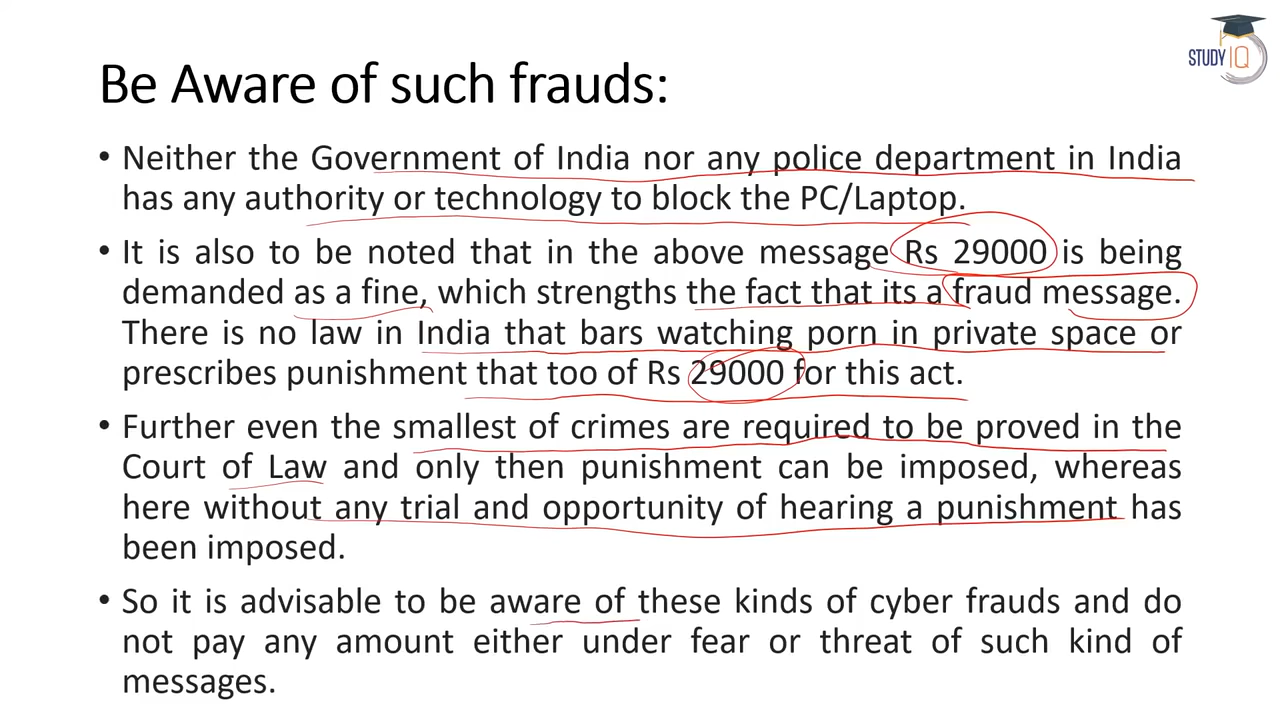 STUDY IQ
Be Aware of such frauds:
• Neither the Government of India nor any police department in India
has any authority or technology to block the PC/Laptop.
• It is also to be noted that in the above message Rs 29000 is being
demanded as a fine, which strengths the fact that its a fraud message.
There is no law in India that bars watching porn in private space or
prescribes punishment that too of Rs 29000 for this act.
• Further even the smallest of crimes are required to be proved in the
Court of Law and only then punishment can be imposed, whereas
here without any trial and opportunity of hearing a punishment has
been imposed.
• So it is advisable to be aware of these kinds of cyber frauds and do
not pay any amount either under fear or threat of such kind of
messages.